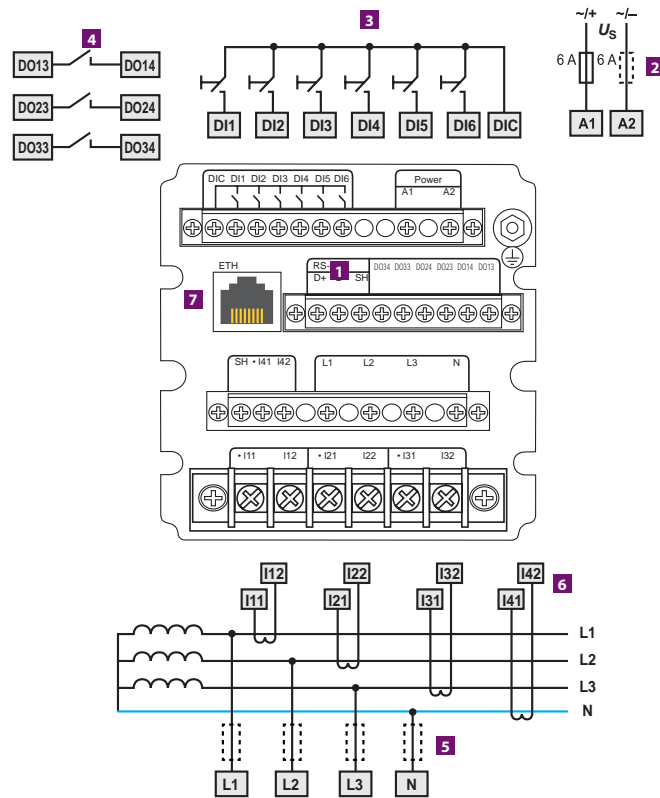 3
~/+ ~/–
US
4
6 A 6 A
2
DO13 DO14
DO23 DO24
DO33 DO34
DI1 DI2 DI3 DI4 DI5 DI6 DIC
A1 A2
DIC DI1 DI2 DI3 DI4 DI5 DI6
Power
A1 A2
ETH
7
RS-
1
D+ SH
DO34 DO33 DO24 DO23 DO14 DO13
SH • I41 I42
L1 L2 L3 N
• I11 I12 • I21 I22 • I31 I32
I12 I22 I32 I42
6
I11 I21 I31 I41
L1
L2
L3
N
5
L1 L2 L3 N